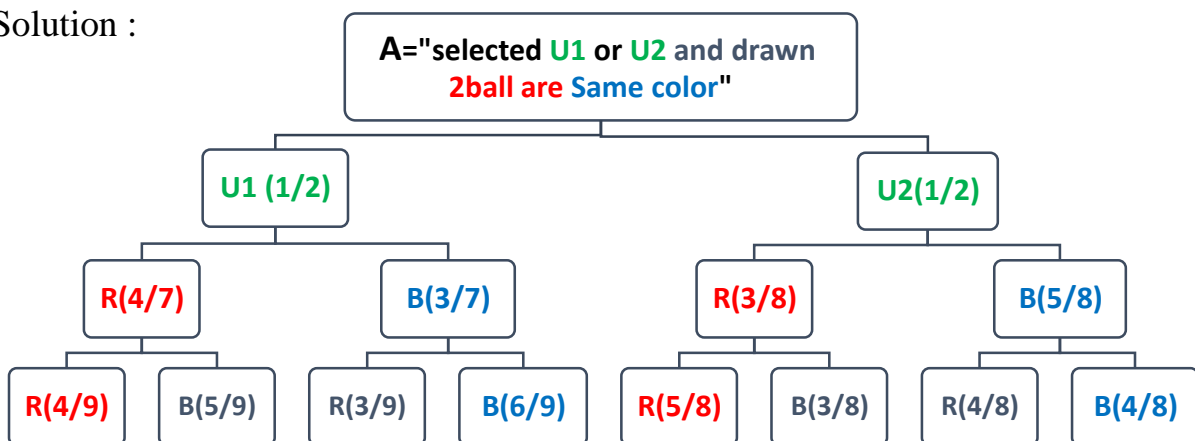 Solution :
A="selected U1 or U2 and drawn
2ball are Same color"
U1 (1/2)
U2(1/2)
R(4/7)
B(3/7)
R(3/8)
B(5/8)
R(4/9)
B(5/9)
R(3/9)
B(6/9)
R(5/8)
B(3/8)
R(4/8)
B(4/8)